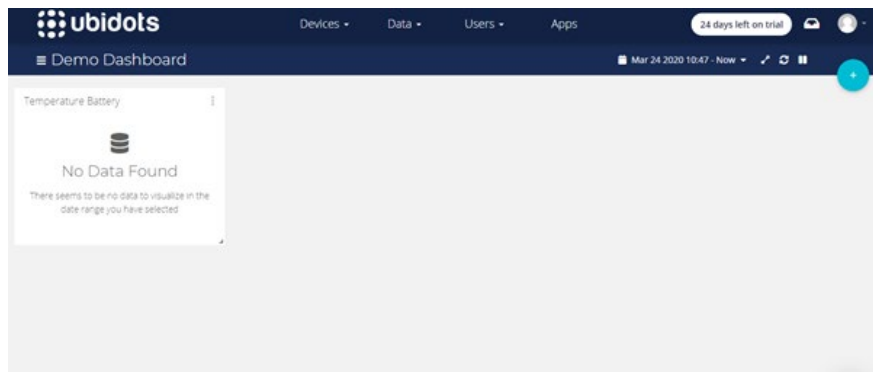 ubidots
Devices
Data
Users
Apps
24 days left on trial
Demo Dashboard
Mar 24 2020 10:47 - Now
+
Temperature Battery
No Data Found
There seems to be no data to visualize in the
date range you have selected